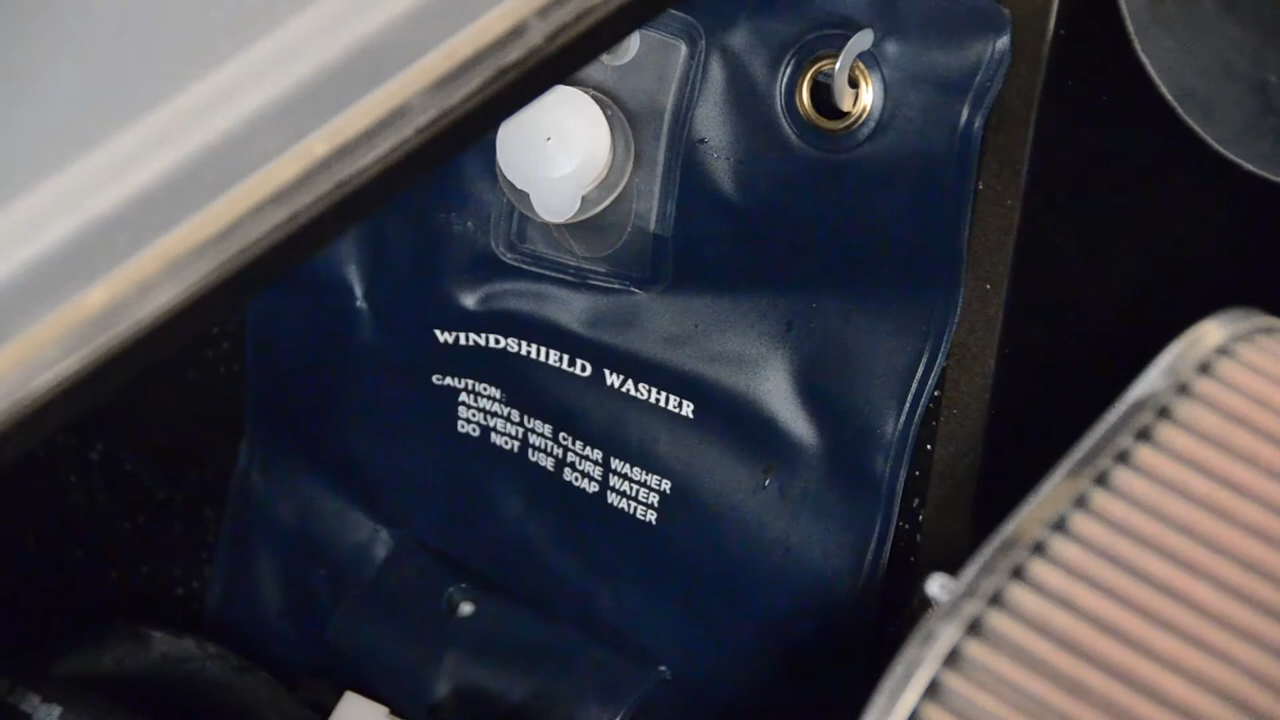 WINDSHIELD WASHER
CAUTION:
ALWAYS USE CLEAR WASHER
SOLVENT WITH PURE WATER
DO NOT USE SOAP WATER